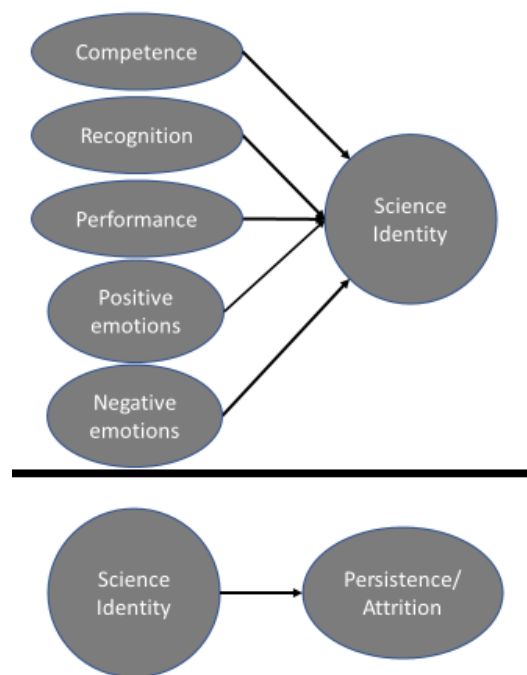 Competence
Recognition
Performance
Science
Identity
Positive
emotions
Negative
emotions
Science
Identity
Persistence/
Attrition